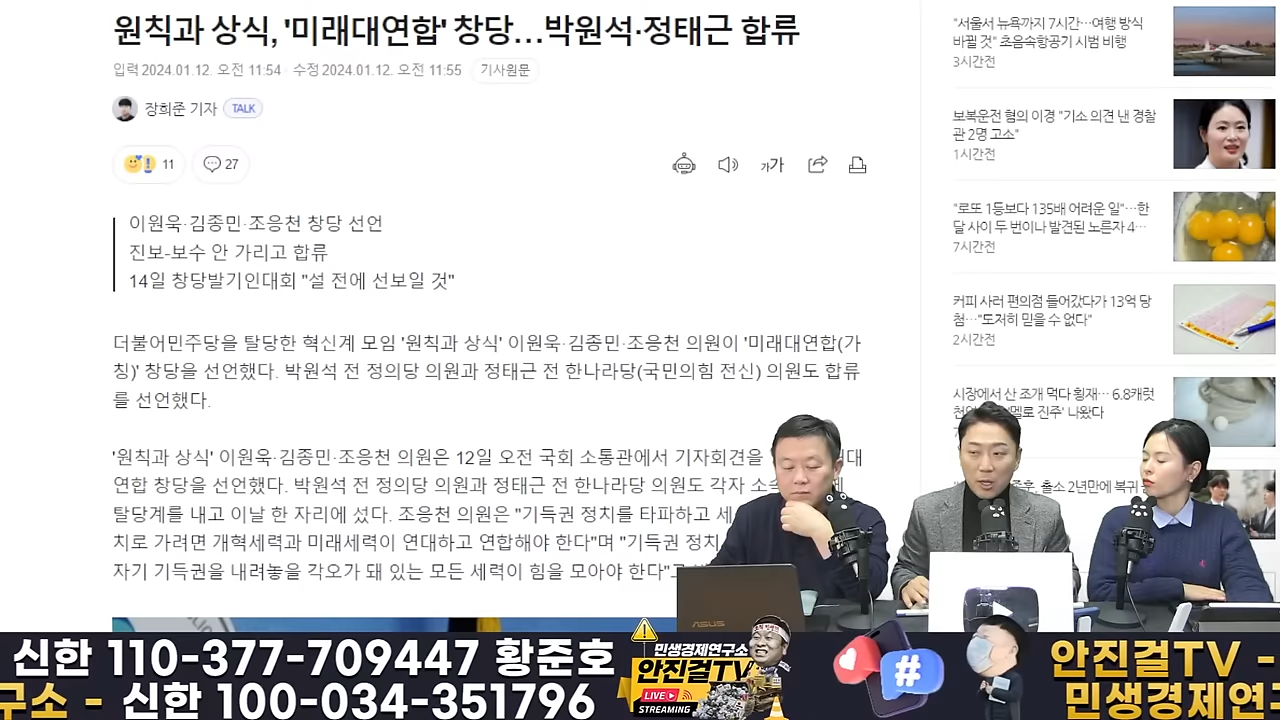 원칙과 상식, '미래대연합' 창당…박원석·정태근 합류
입력 2024.01.12. 오전 11:54 수정 2024.01.12. 오전 11:55 기사원문
장희준 기자 TALK
11 27 가가
이원욱·김종민·조응천 창당 선언
진보-보수 안 가리고 합류
14일 창당발기인대회 "설 전에 선보일 것"
더불어민주당을 탈당한 혁신계 모임 '원칙과 상식' 이원욱·김종민·조응천 의원이 '미래대연합(가
칭)' 창당을 선언했다. 박원석 전 정의당 의원과 정태근 전 한나라당(국민의힘 전신) 의원도 합류
를 선언했다.
'원칙과 상식' 이원욱·김종민·조응천 의원은 12일 오전 국회 소통관에서 기자회견을
연합 창당을 선언했다. 박원석 전 정의당 의원과 정태근 전 한나라당 의원도 각자
탈당계를 내고 이날 한 자리에 섰다. 조응천 의원은 "기득권 정치를 타파하고
치로 가려면 개혁세력과 미래세력이 연대하고 연합해야 한다"며 "기득권 정치
자기 기득권을 내려놓을 각오가 돼 있는 모든 세력이 힘을 모아야 한다"
"서울서 뉴욕까지 7시간…여행 방식
바뀔 것" 초음속항공기 시범 비행
3시간전
보복운전 혐의 이경 "기소 의견 낸 경찰
관 2명 고소"
1시간전
"로또 1등보다 135배 어려운 일"…한
달 사이 두 번이나 발견된 노른자 4…
7시간전
커피 사러 편의점 들어갔다가 13억 당
첨…"도저히 믿을 수 없다"
2시간전
시장에서 산 조개 먹다 횡재… 6.8캐럿
'멜로 진주' 나왔다
출소 2년만에 복귀
ASUS
신한 110-377-709447 황준호
구소 - 신한 100-034-351796
민생경제연구소
안진걸TV
LIVE
STREAMING
#
안진걸TV -
민생경제연구